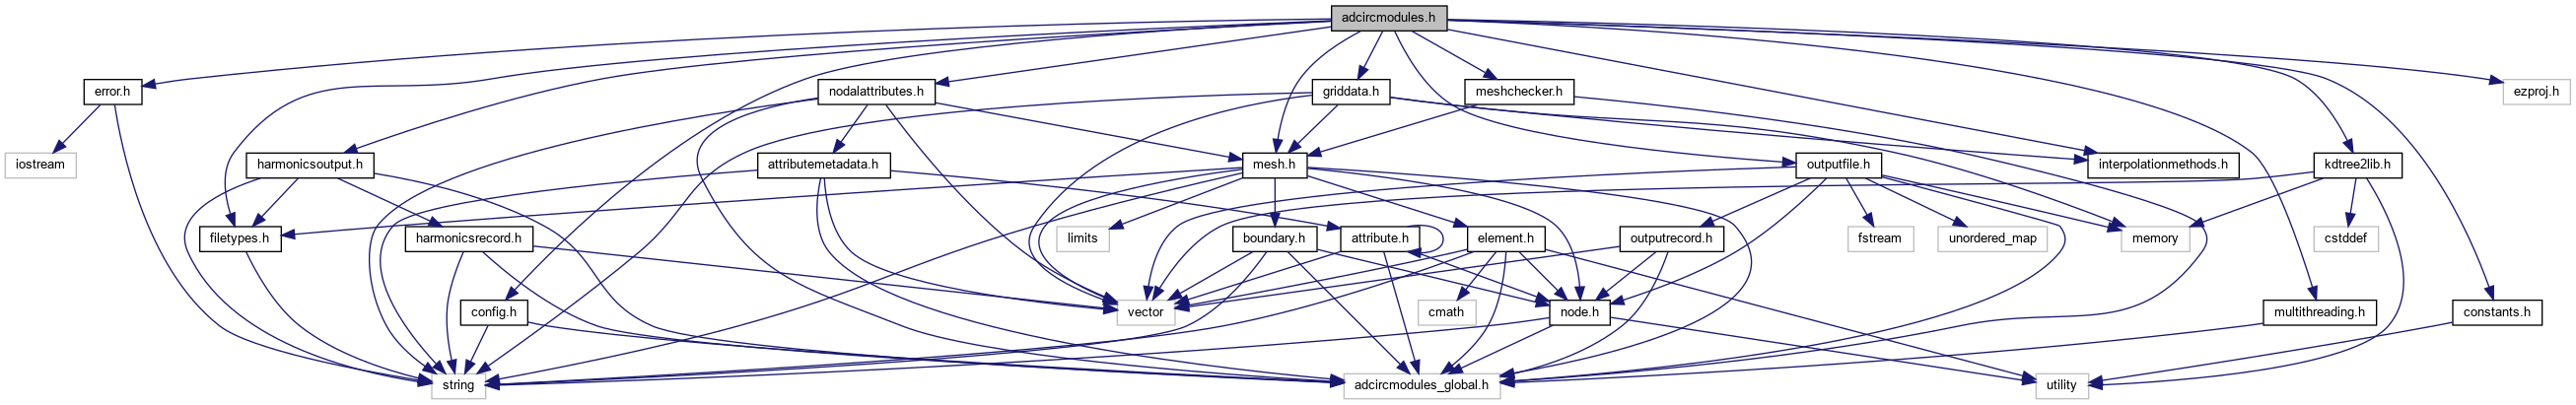 adcircmodules.h
error.h
nodalattributes.h
griddata.h
meshchecker.h
ezproj.h
iostream
harmonicsoutput.h
attributemetadata.h
mesh.h
outputfile.h
interpolationmethods.h
kdtree2lib.h
filetypes.h
harmonicsrecord.h
limits
boundary.h
attribute.h
element.h
outputrecord.h
fstream
unordered_map
memory
cstddef
config.h
vector
cmath
node.h
multithreading.h
constants.h
string
adcircmodules_global.h
utility